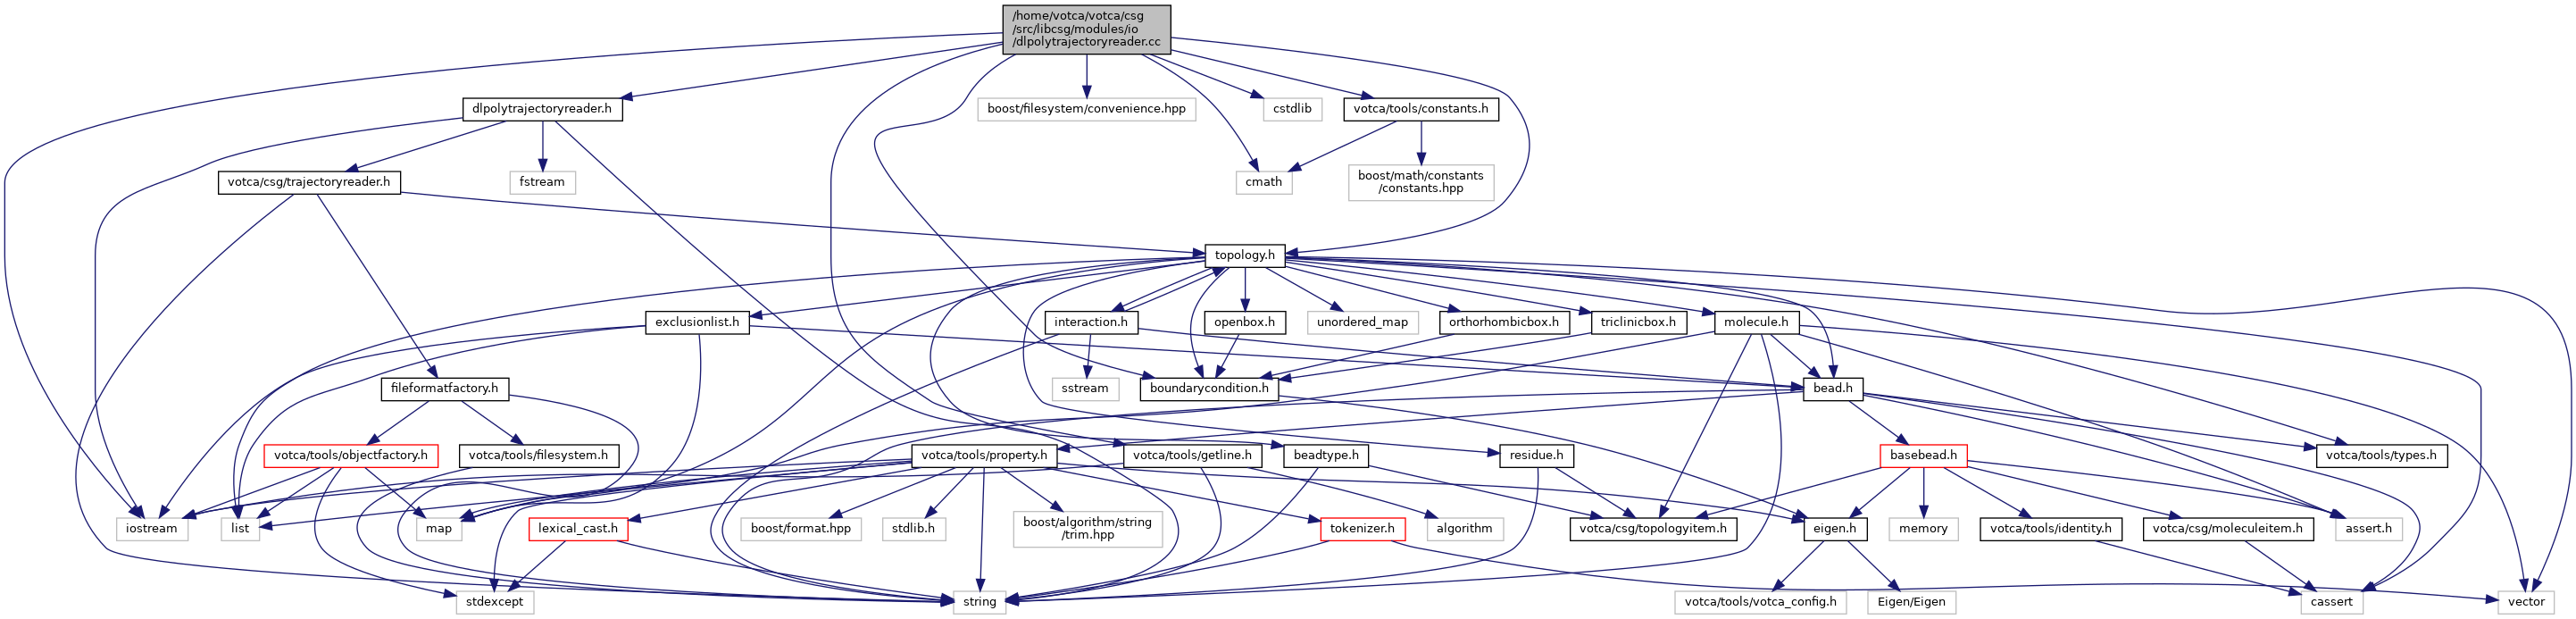 /home/votca/votca/csg
/src/libcsg/modules/io
/dlpolytrajectoryreader.cc
dlpolytrajectoryreader.h
boost/filesystem/convenience.hpp
cstdlib
votca/tools/constants.h
votca/csg/trajectoryreader.h
fstream
cmath
boost/math/constants
/constants.hpp
topology.h
exclusionlist.h
interaction.h
openbox.h
unordered_map
orthorhombicbox.h
triclinicbox.h
molecule.h
fileformatfactory.h
sstream
boundarycondition.h
bead.h
votca/tools/objectfactory.h
votca/tools/filesystem.h
votca/tools/property.h
votca/tools/getline.h
beadtype.h
residue.h
basebead.h
votca/tools/types.h
iostream
list
map
lexical_cast.h
boost/format.hpp
stdlib.h
boost/algorithm/string
/trim.hpp
tokenizer.h
algorithm
votca/csg/topologyitem.h
eigen.h
memory
votca/tools/identity.h
votca/csg/moleculeitem.h
assert.h
stdexcept
string
votca/tools/votca_config.h
Eigen/Eigen
cassert
vector